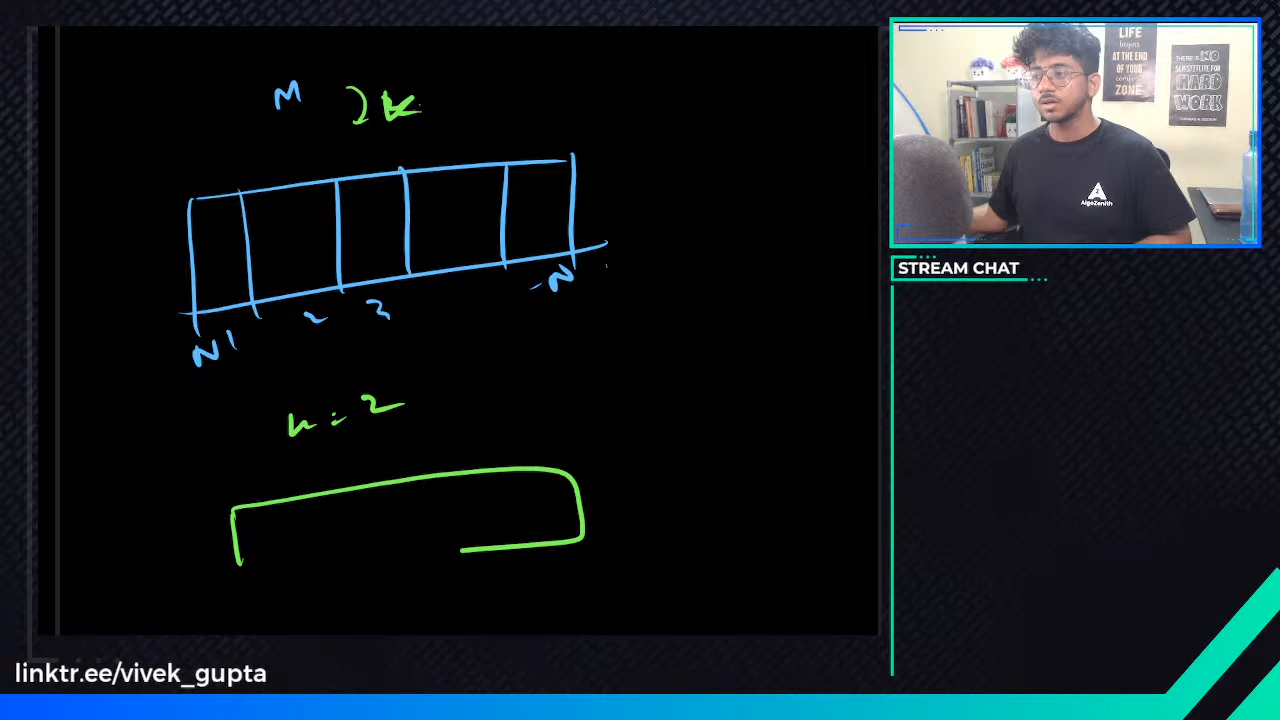 M
2
3
-N
N 1
k = 2
LIFE
begins
AT THE END
OF YOUR
comfort
ZONE
THERE IS NO
SUBSTITUTE FOR
HARD
WORK
AlgoZenith
STREAM CHAT
linktr.ee/vivek_gupta